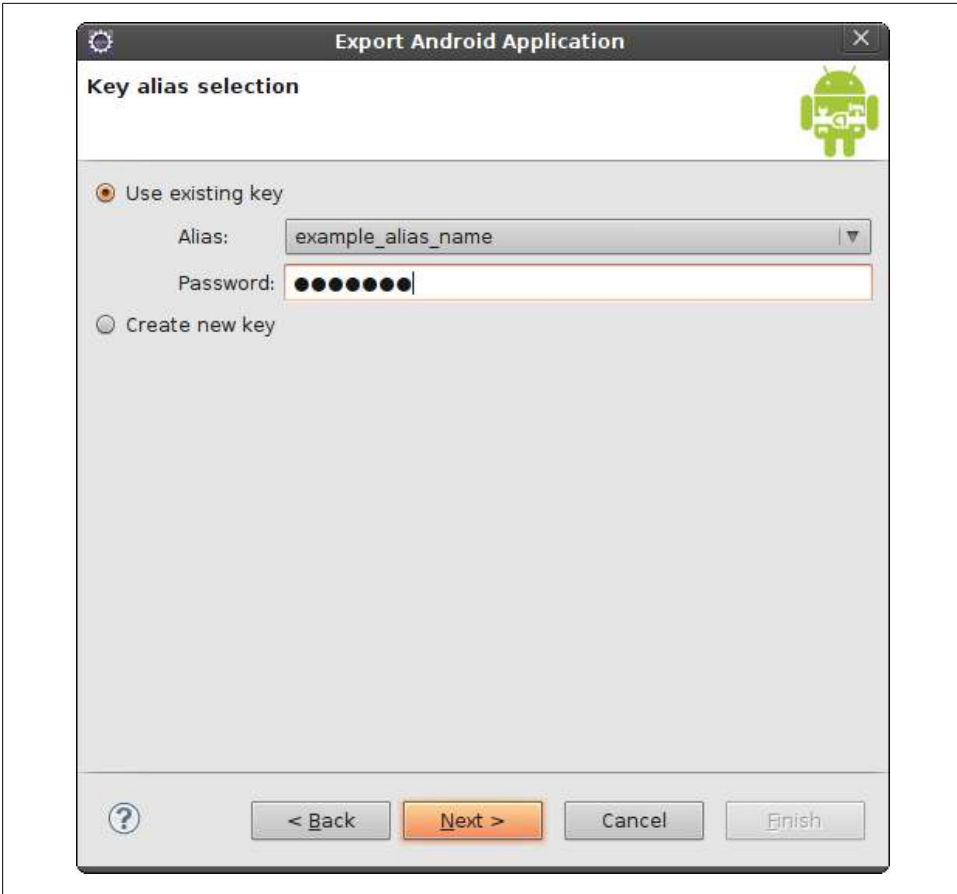 Export Android Application
Key alias selection
Use existing key
Alias: example_alias_name
Password: ●●●●●●●
Create new key
? < Back Next > Cancel Finish